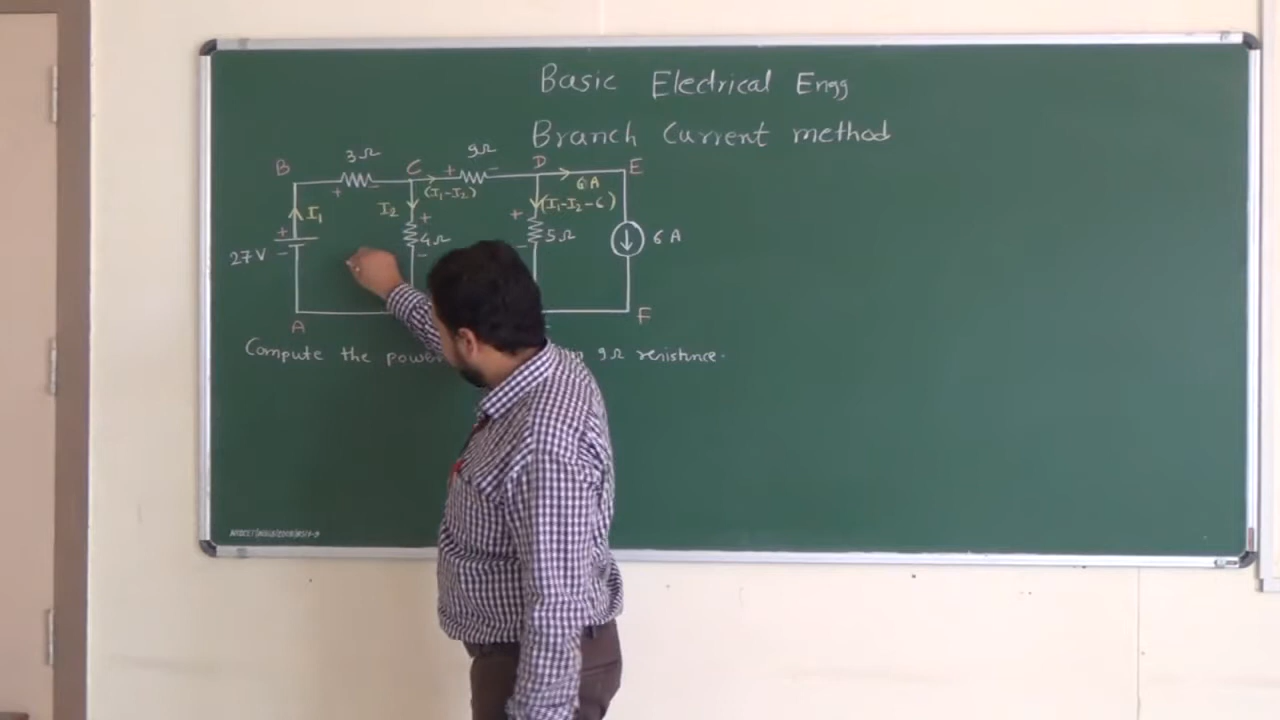 Basic Electrical Engg
Branch Current method
B 3Ω C + 9Ω - D E
+ - (I₁-I₂) 6A
I₁ I₂ + + (I₁-I₂-6)
+ 4Ω 5Ω 6 A
27V - - -
A F
Compute the power 9Ω resistnce.